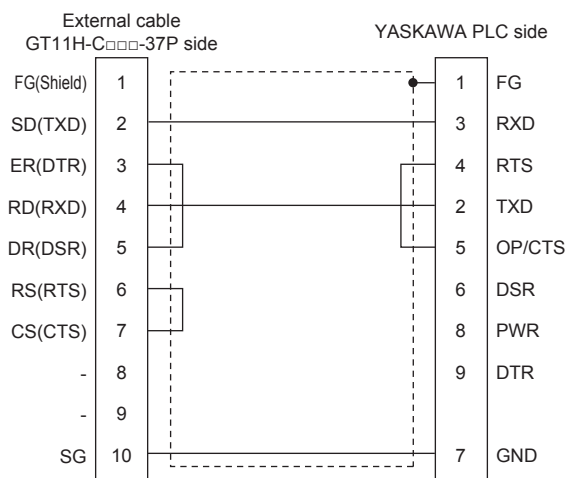 External cable
GT11H-C□□□-37P side
YASKAWA PLC side
FG(Shield) 1 1 FG
SD(TXD) 2 3 RXD
ER(DTR) 3 4 RTS
RD(RXD) 4 2 TXD
DR(DSR) 5 5 OP/CTS
RS(RTS) 6 6 DSR
CS(CTS) 7 8 PWR
- 8 9 DTR
- 9
SG 10 7 GND